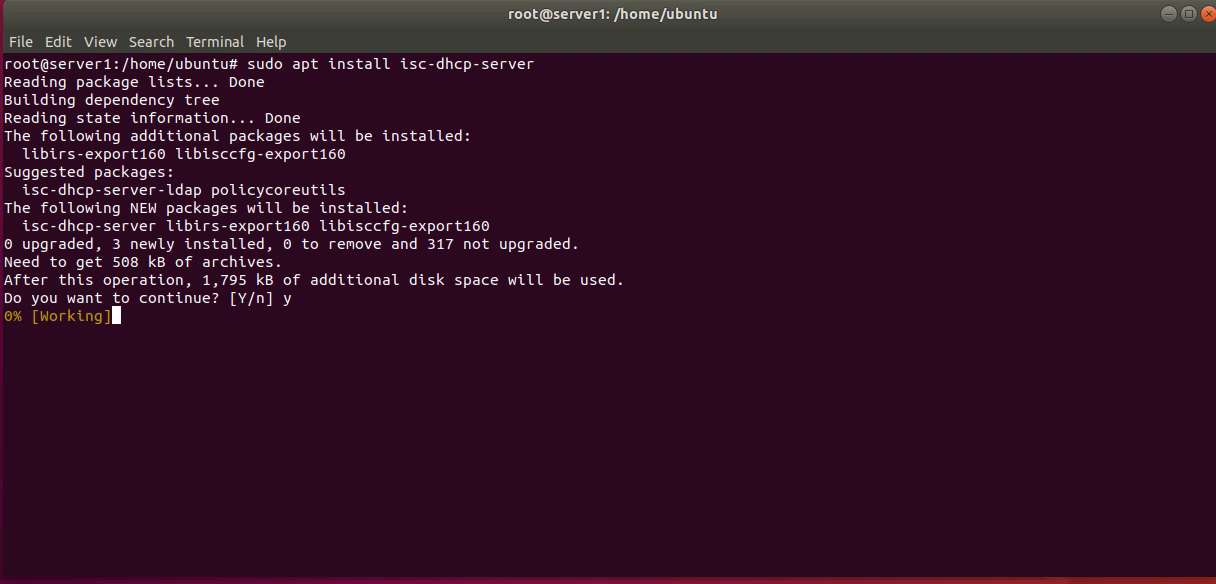 root@server1: /home/ubuntu
File Edit View Search Terminal Help
root@server1:/home/ubuntu# sudo apt install isc-dhcp-server
Reading package lists... Done
Building dependency tree
Reading state information... Done
The following additional packages will be installed:
  libirs-export160 libisccfg-export160
Suggested packages:
  isc-dhcp-server-ldap policycoreutils
The following NEW packages will be installed:
  isc-dhcp-server libirs-export160 libisccfg-export160
0 upgraded, 3 newly installed, 0 to remove and 317 not upgraded.
Need to get 508 kB of archives.
After this operation, 1,795 kB of additional disk space will be used.
Do you want to continue? [Y/n] y
0% [Working]